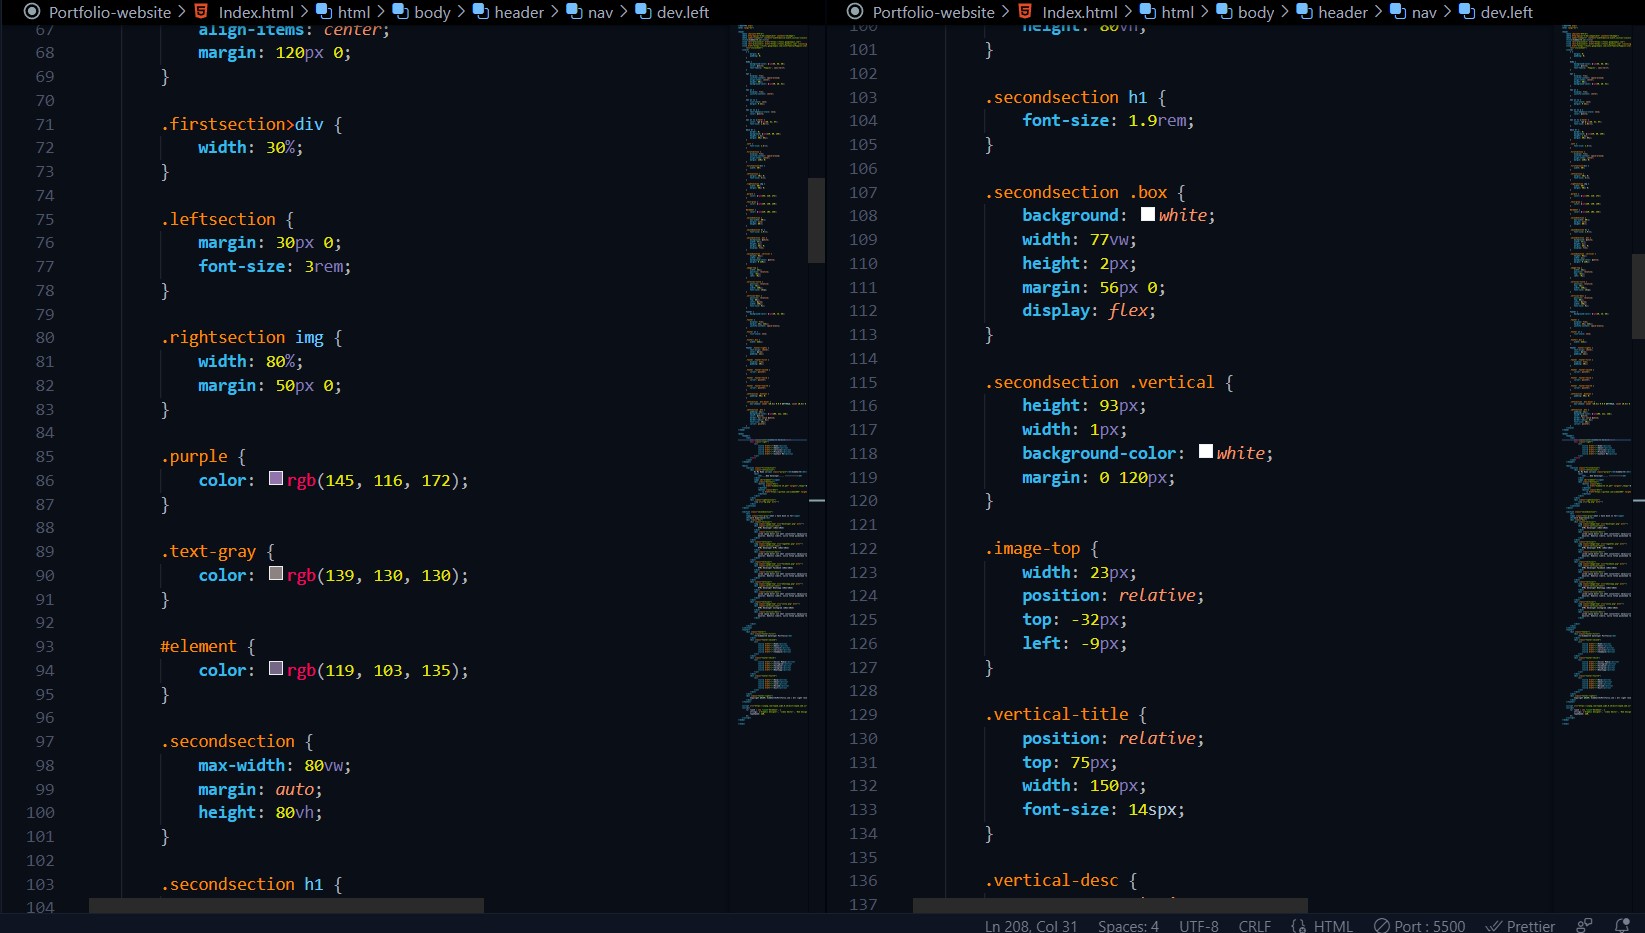 Portfolio-website > Index.html > html > body > header > nav > dev.left
67 align-items: center;
68 margin: 120px 0;
69 }
70
71 .firstsection>div {
72 width: 30%;
73 }
74
75 .leftsection {
76 margin: 30px 0;
77 font-size: 3rem;
78 }
79
80 .rightsection img {
81 width: 80%;
82 margin: 50px 0;
83 }
84
85 .purple {
86 color: rgb(145, 116, 172);
87 }
88
89 .text-gray {
90 color: rgb(139, 130, 130);
91 }
92
93 #element {
94 color: rgb(119, 103, 135);
95 }
96
97 .secondsection {
98 max-width: 80vw;
99 margin: auto;
100 height: 80vh;
101 }
102
103 .secondsection h1 {
104
Portfolio-website > Index.html > html > body > header > nav > dev.left
100 height: 80vh;
101 }
102
103 .secondsection h1 {
104 font-size: 1.9rem;
105 }
106
107 .secondsection .box {
108 background: white;
109 width: 77vw;
110 height: 2px;
111 margin: 56px 0;
112 display: flex;
113 }
114
115 .secondsection .vertical {
116 height: 93px;
117 width: 1px;
118 background-color: white;
119 margin: 0 120px;
120 }
121
122 .image-top {
123 width: 23px;
124 position: relative;
125 top: -32px;
126 left: -9px;
127 }
128
129 .vertical-title {
130 position: relative;
131 top: 75px;
132 width: 150px;
133 font-size: 14spx;
134 }
135
136 .vertical-desc {
137
Ln 208, Col 31 Spaces: 4 UTF-8 CRLF {} HTML Port : 5500 Prettier